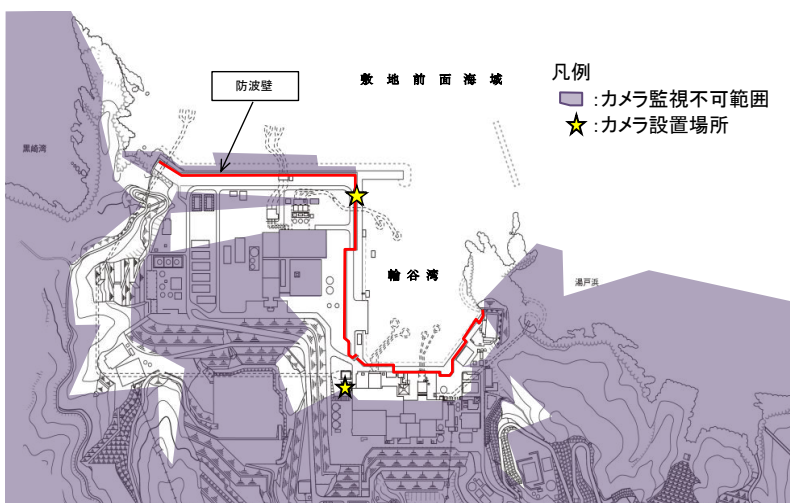 防波壁
敷地前面海域
凡例
:カメラ監視不可範囲
:カメラ設置場所
黒崎湾
輪谷湾
湯戸浜